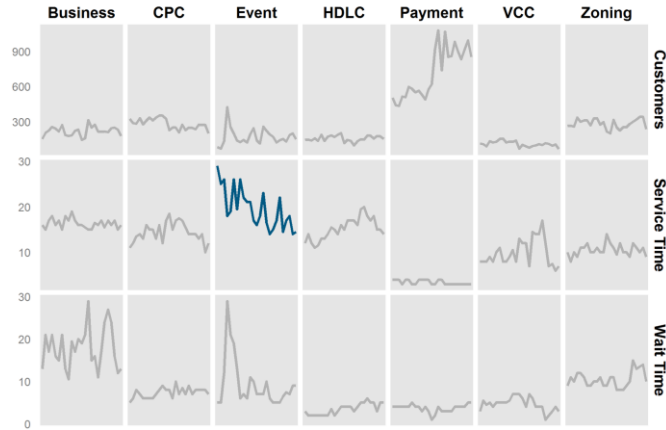 Business CPC Event HDLC Payment VCC Zoning
900
600
300
Customers
30
20
10
Service Time
30
20
10
0
Wait Time